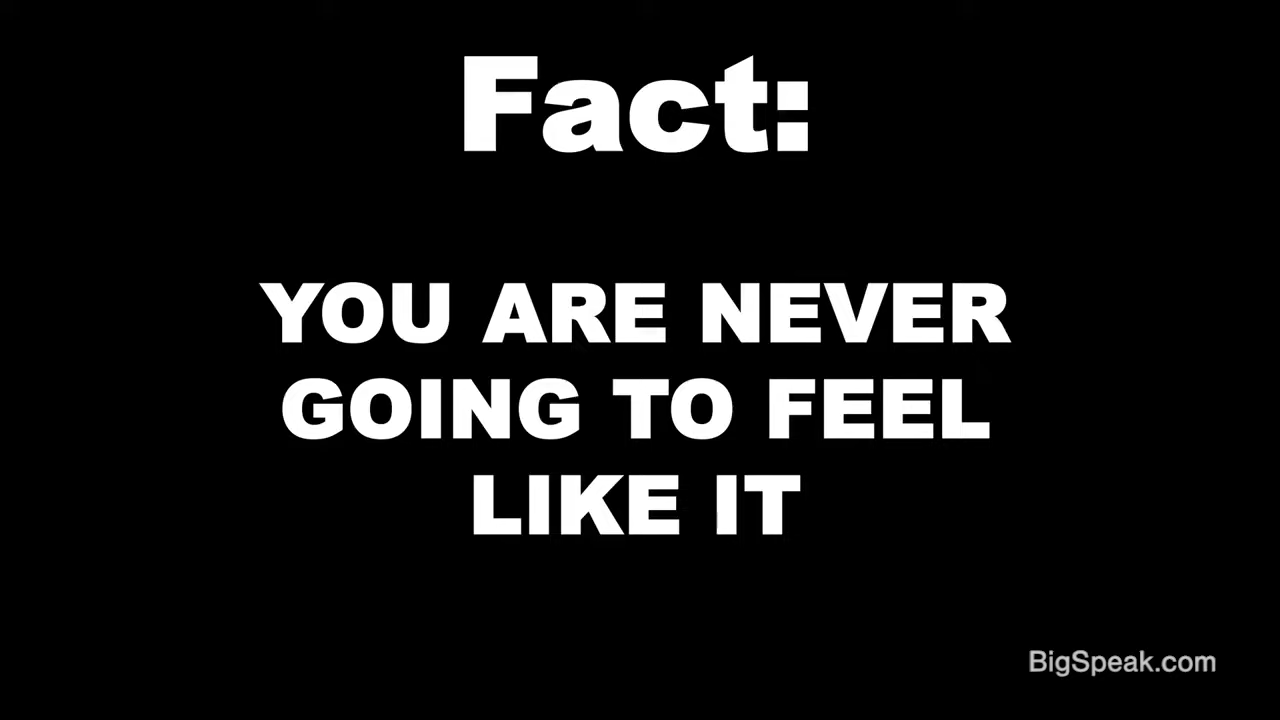 Fact:
YOU ARE NEVER
GOING TO FEEL
LIKE IT
BigSpeak.com